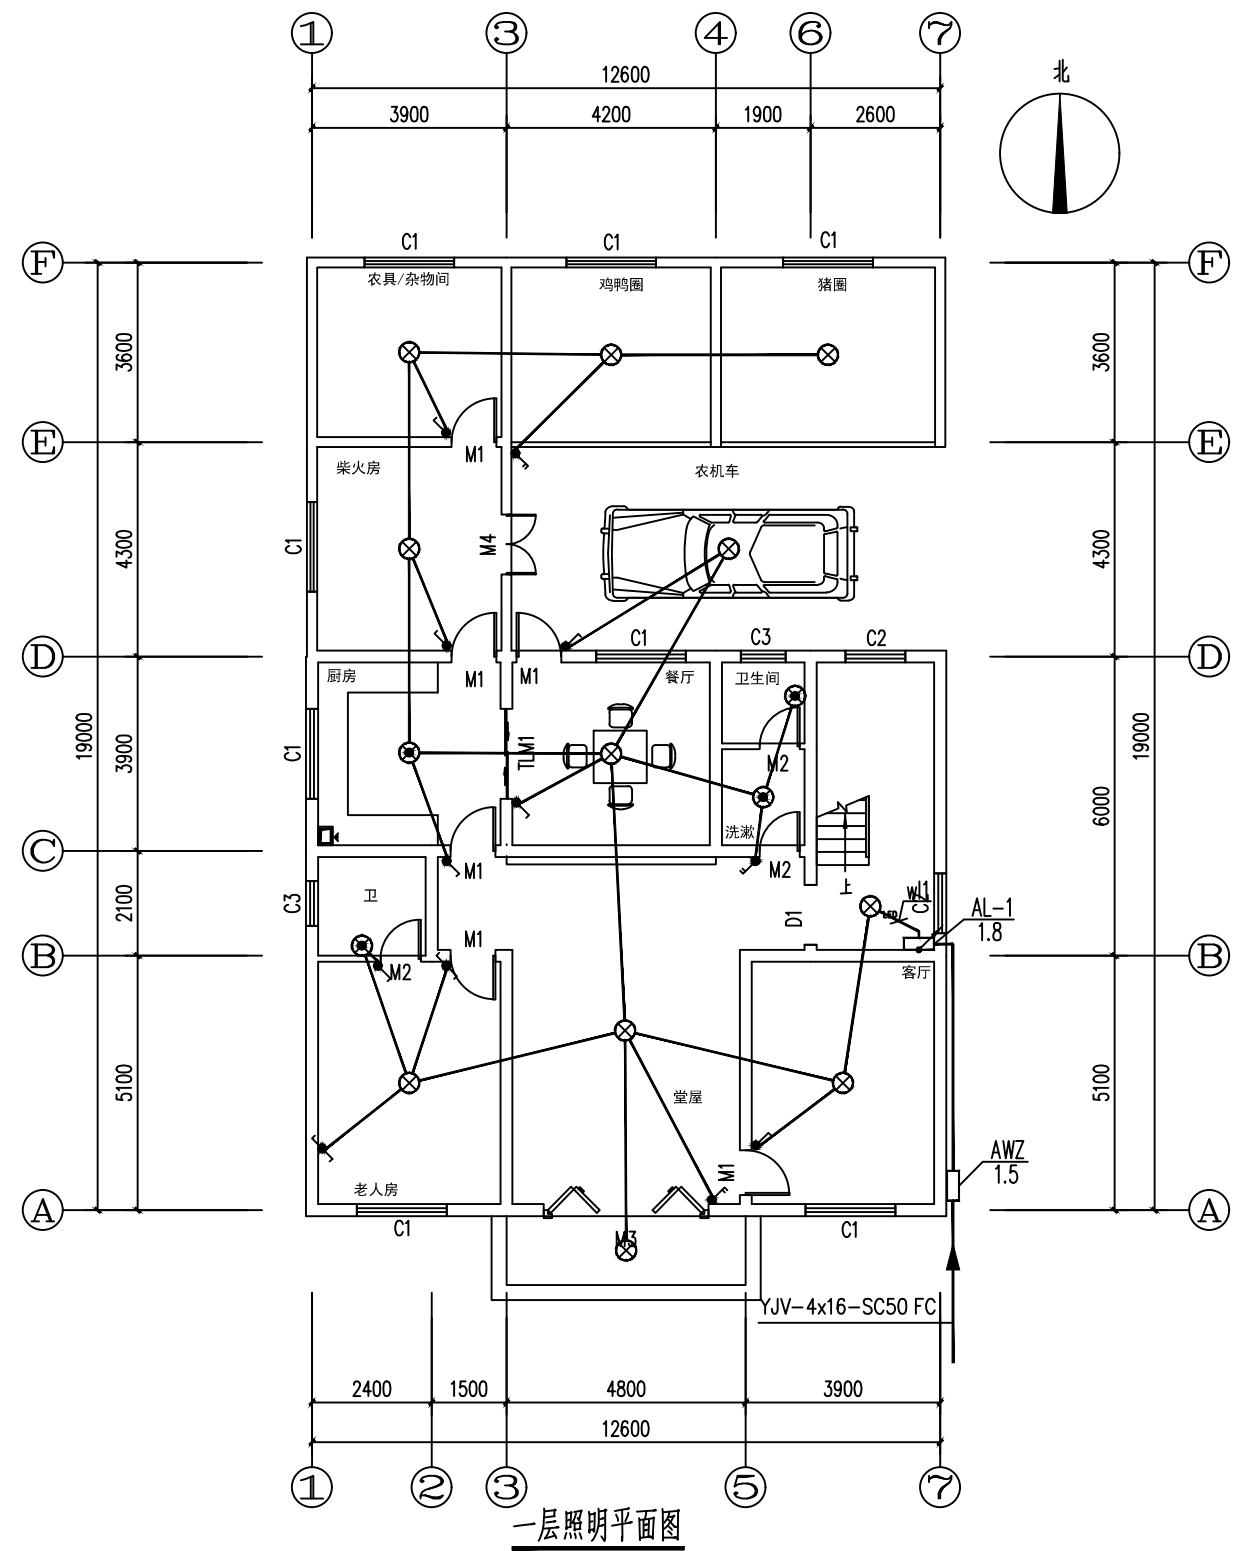 1 3 4 6 7
12600
北
3900 4200 1900 2600
C1 C1 C1
F F
农具/杂物间 鸡鸭圈 猪圈
3600 3600
E E
M1
柴火房 农机车
19000 4300 C1 M4 4300 19000
C1 C3 C2
D D
厨房 M1 M1 餐厅 卫生间
3900 C1 TLM1 M2 6000
洗漱
C C
M1 M2
上
2100 C3 卫 wl1 AL-1
LED C2 1.8
M1 D1
B B
M2 客厅
5100 5100
堂屋
AWZ
M1 1.5
老人房
A A
C1 M3 C1
YJV-4x16-SC50 FC
2400 1500 4800 3900
12600
1 2 3 5 7
一层照明平面图